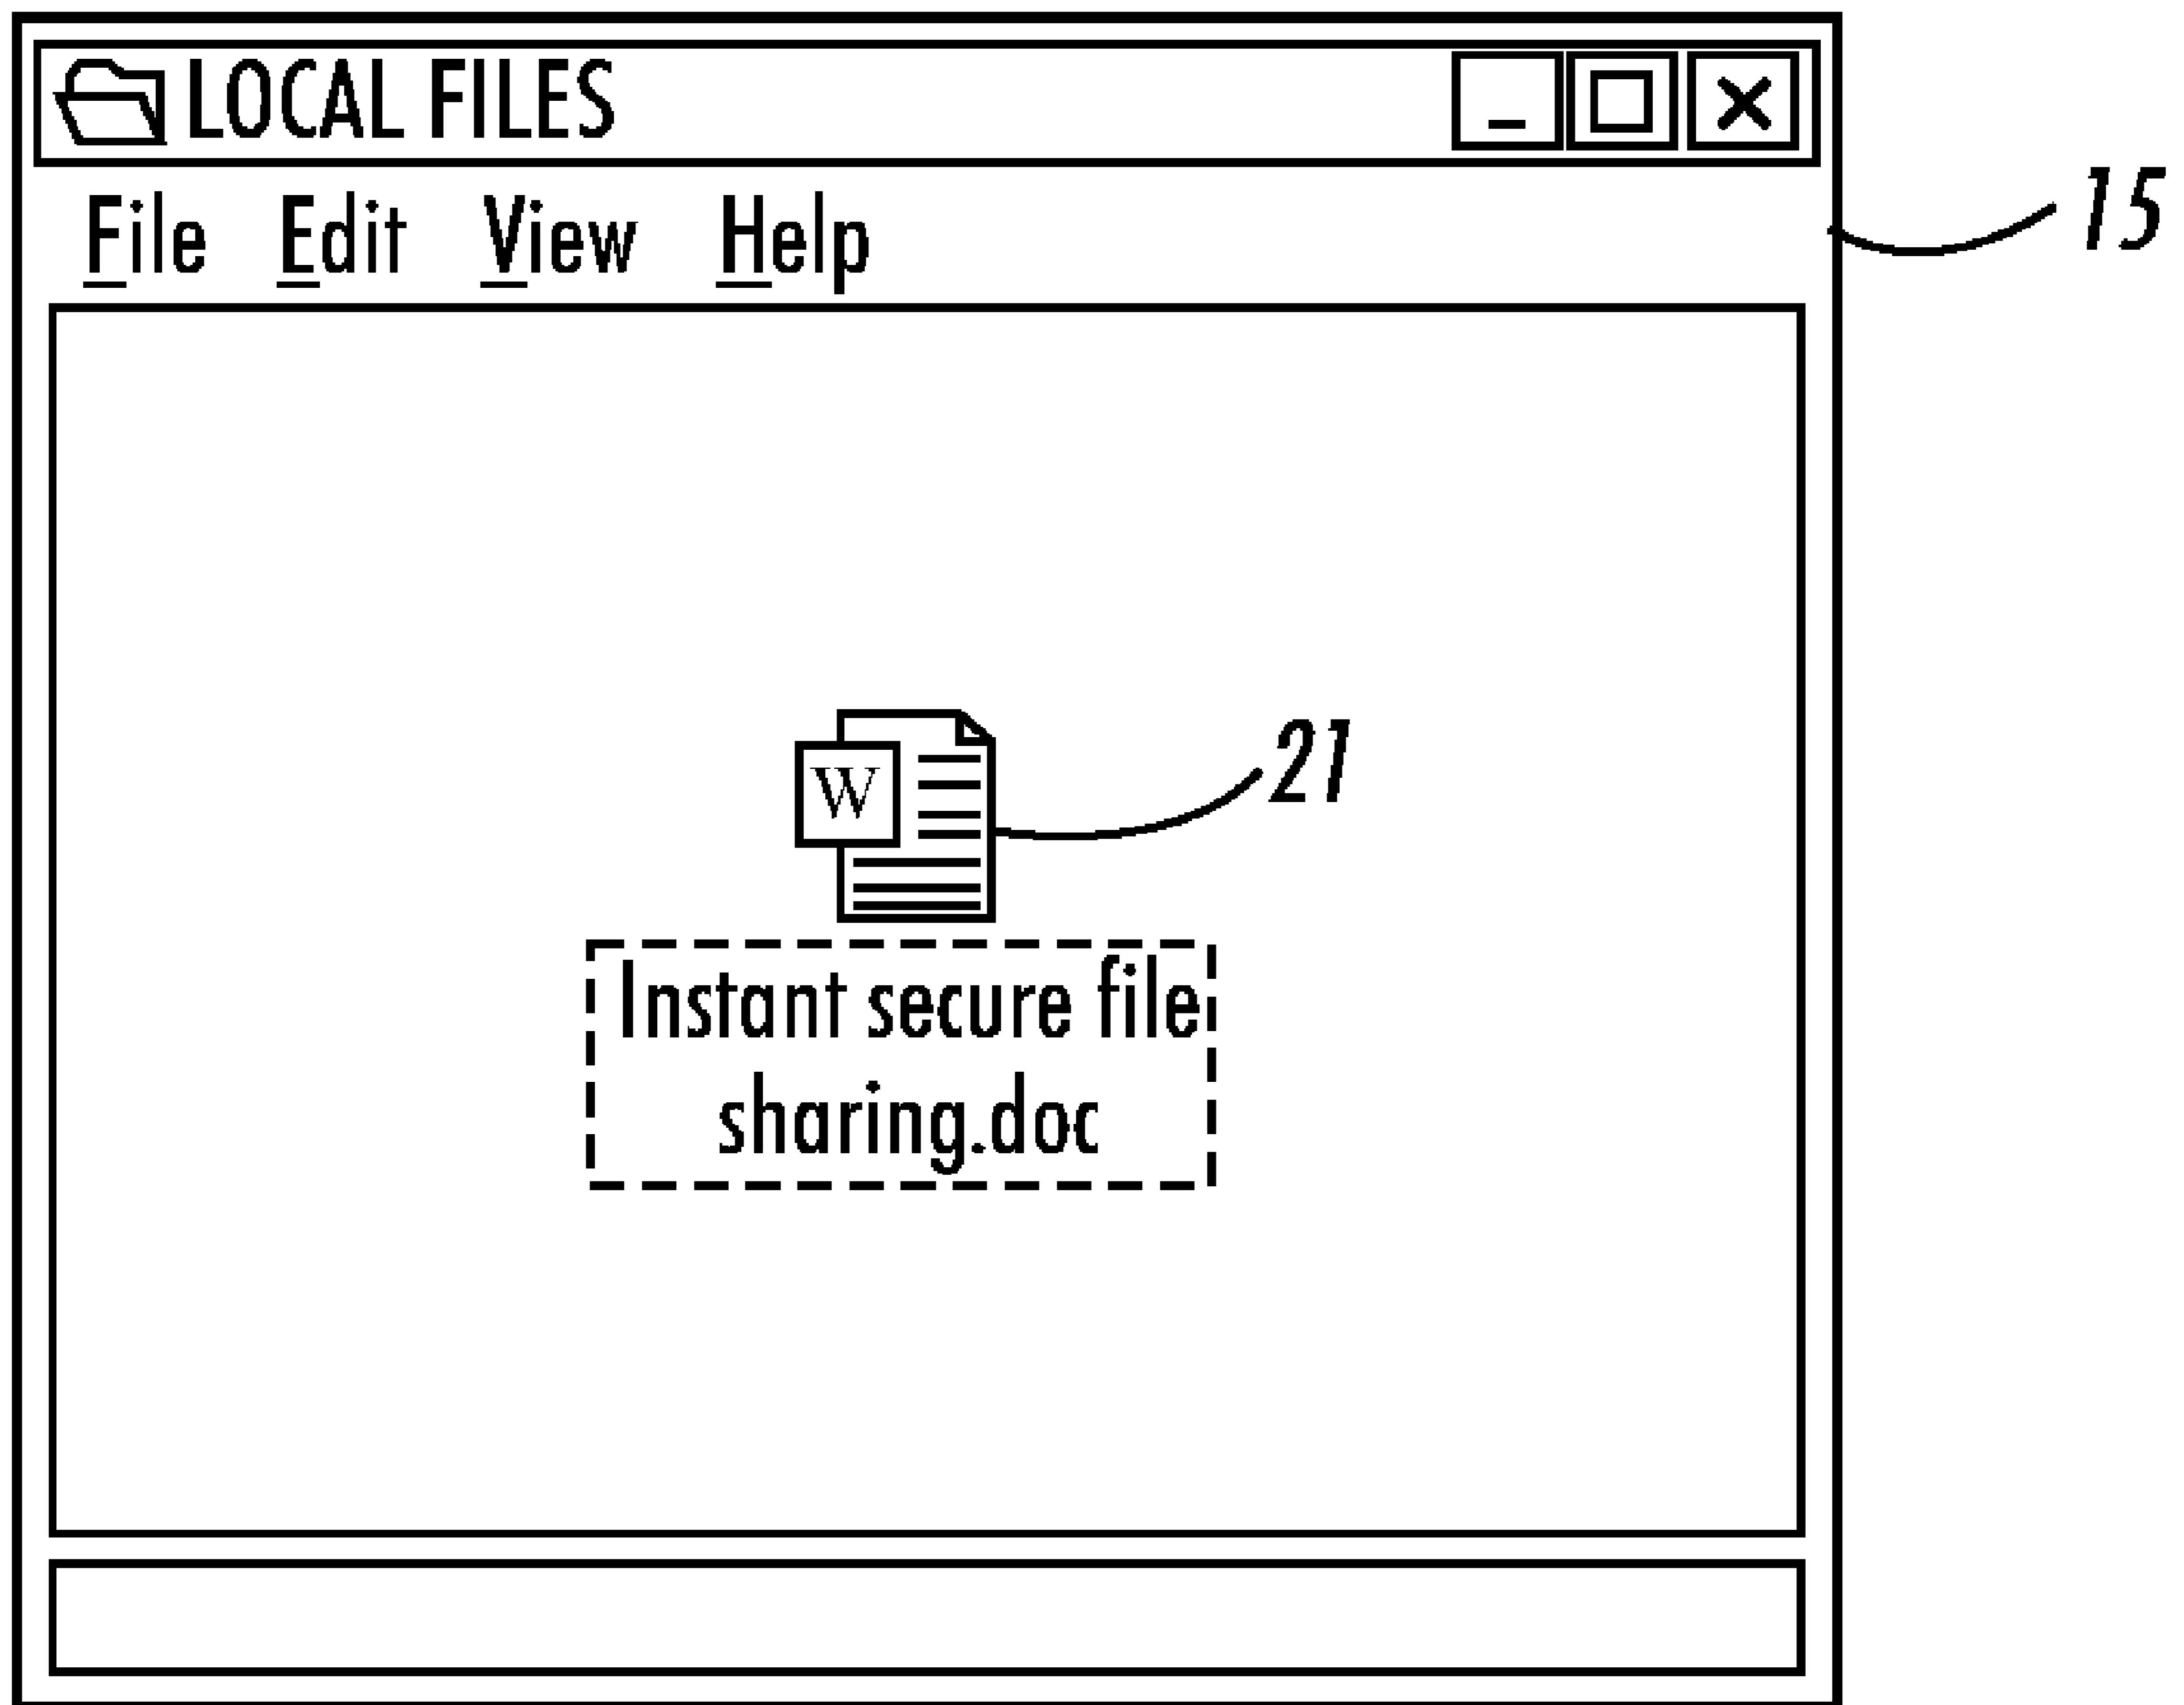 LOCAL FILES
File Edit View Help
15
W
21
Instant secure file
sharing.doc